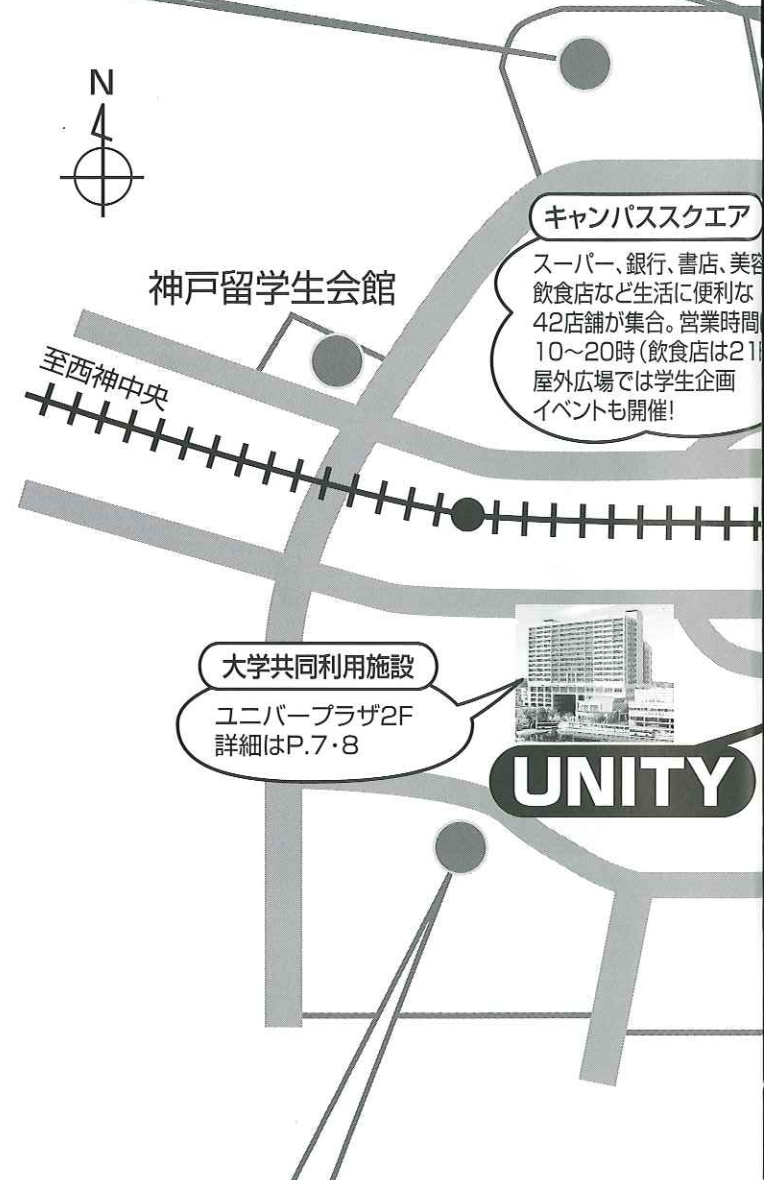 N
キャンパススクエア
スーパー、銀行、書店、美容
飲食店など生活に便利な
42店舗が集合。営業時間
10〜20時(飲食店は21
屋外広場では学生企画
イベントも開催!
神戸留学生会館
至西神中央
大学共同利用施設
ユニバープラザ2F
詳細はP.7・8
UNITY